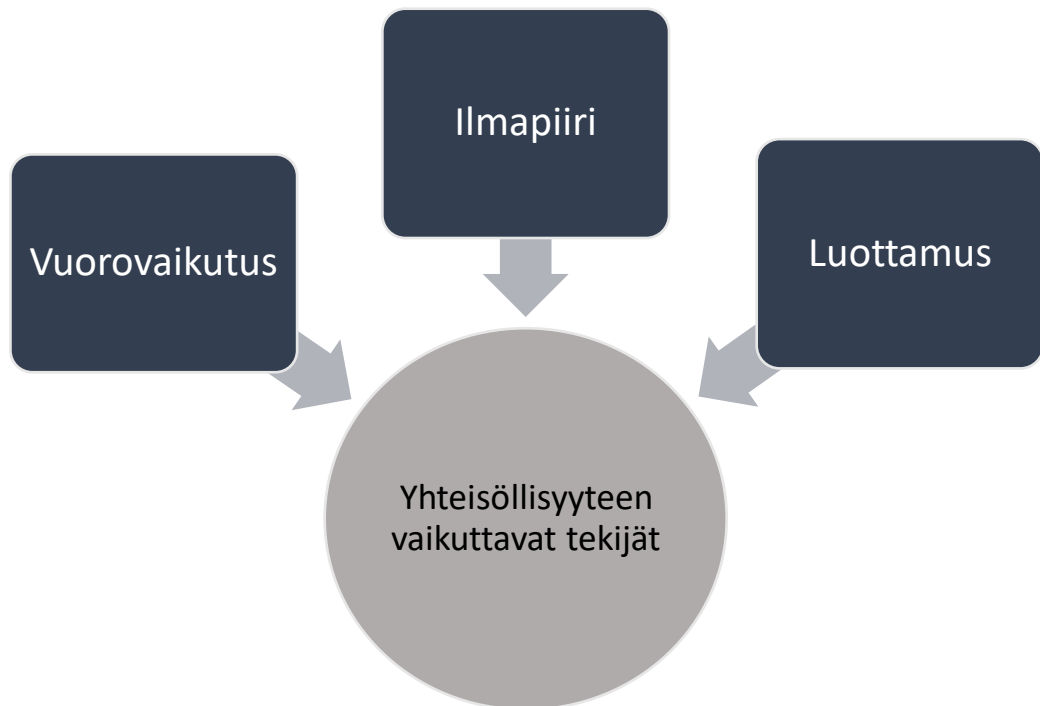 Ilmapiiri
Vuorovaikutus
Luottamus
Yhteisöllisyyteen
vaikuttavat tekijät